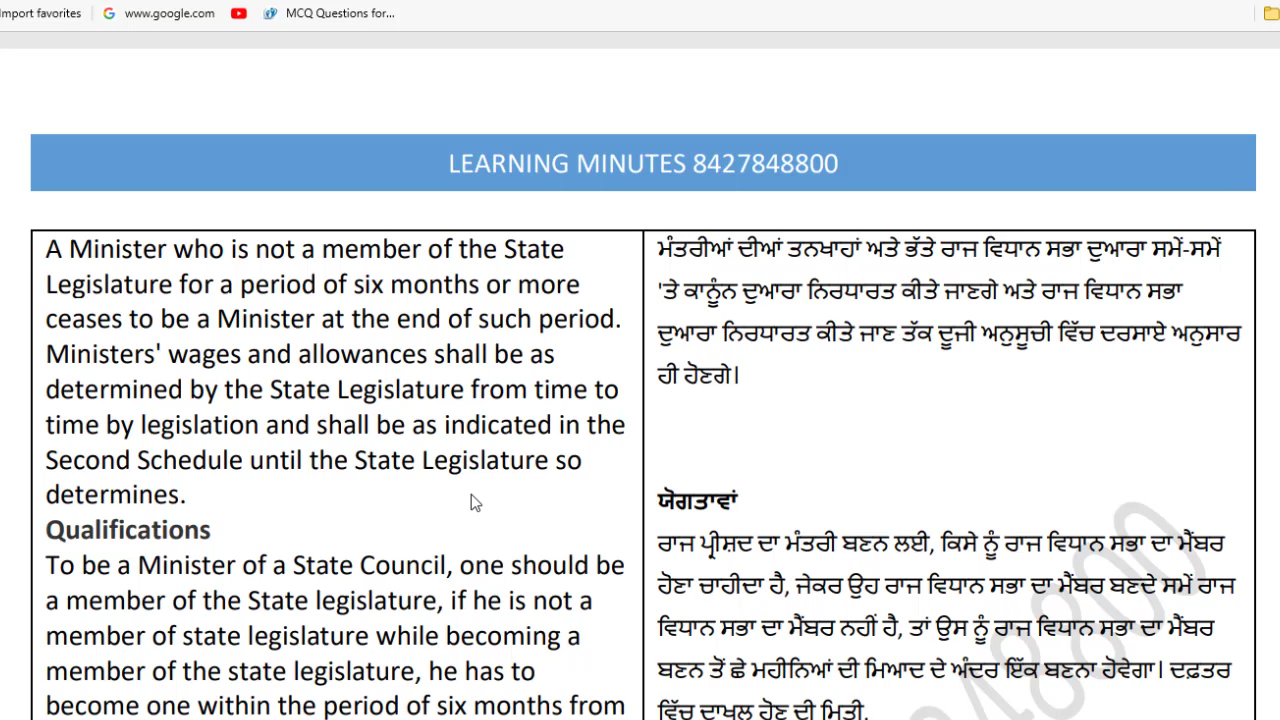 Import favorites
www.google.com
MCQ Questions for...
LEARNING MINUTES 8427848800
A Minister who is not a member of the State
Legislature for a period of six months or more
ceases to be a Minister at the end of such period.
Ministers' wages and allowances shall be as
determined by the State Legislature from time to
time by legislation and shall be as indicated in the
Second Schedule until the State Legislature so
determines.
Qualifications
To be a Minister of a State Council, one should be
a member of the State legislature, if he is not a
member of state legislature while becoming a
member of the state legislature, he has to
become one within the period of six months from
ਮੰਤਰੀਆਂ ਦੀਆਂ ਤਨਖਾਹਾਂ ਅਤੇ ਭੱਤੇ ਰਾਜ ਵਿਧਾਨ ਸਭਾ ਦੁਆਰਾ ਸਮੇਂ-ਸਮੇਂ
'ਤੇ ਕਾਨੂੰਨ ਦੁਆਰਾ ਨਿਰਧਾਰਤ ਕੀਤੇ ਜਾਣਗੇ ਅਤੇ ਰਾਜ ਵਿਧਾਨ ਸਭਾ
ਦੁਆਰਾ ਨਿਰਧਾਰਤ ਕੀਤੇ ਜਾਣ ਤੱਕ ਦੂਜੀ ਅਨੁਸੂਚੀ ਵਿੱਚ ਦਰਸਾਏ ਅਨੁਸਾਰ
ਹੀ ਹੋਣਗੇ।
ਯੋਗਤਾਵਾਂ
ਰਾਜ ਪ੍ਰੀਸ਼ਦ ਦਾ ਮੰਤਰੀ ਬਣਨ ਲਈ, ਕਿਸੇ ਨੂੰ ਰਾਜ ਵਿਧਾਨ ਸਭਾ ਦਾ ਮੈਂਬਰ
ਹੋਣਾ ਚਾਹੀਦਾ ਹੈ, ਜੇਕਰ ਉਹ ਰਾਜ ਵਿਧਾਨ ਸਭਾ ਦਾ ਮੈਂਬਰ ਬਣਦੇ ਸਮੇਂ ਰਾਜ
ਵਿਧਾਨ ਸਭਾ ਦਾ ਮੈਂਬਰ ਨਹੀਂ ਹੈ, ਤਾਂ ਉਸ ਨੂੰ ਰਾਜ ਵਿਧਾਨ ਸਭਾ ਦਾ ਮੈਂਬਰ
ਬਣਨ ਤੋਂ ਛੇ ਮਹੀਨਿਆਂ ਦੀ ਮਿਆਦ ਦੇ ਅੰਦਰ ਇੱਕ ਬਣਨਾ ਹੋਵੇਗਾ। ਦਫ਼ਤਰ
ਵਿੱਚ ਦਾਖਲ ਹੋਣ ਦੀ ਮਿਤੀ.